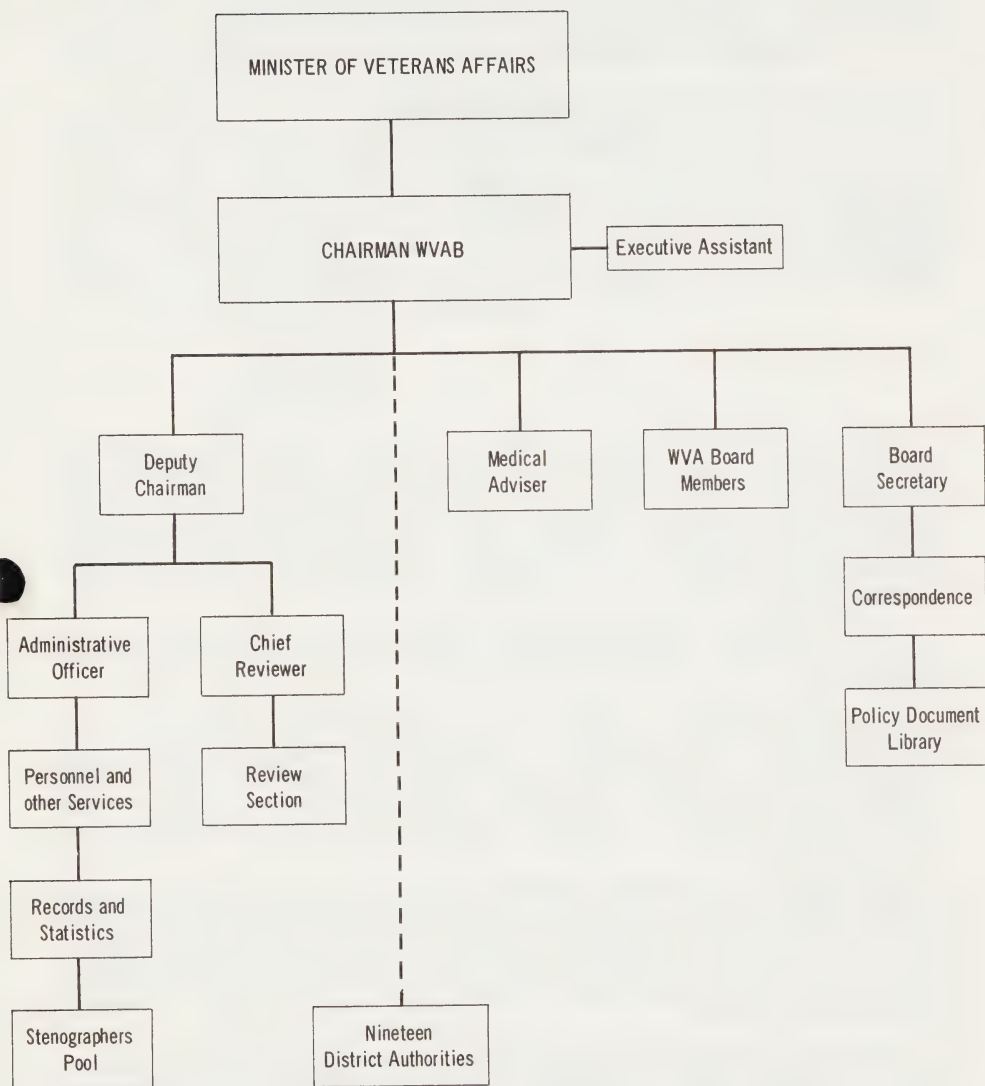 MINISTER OF VETERANS AFFAIRS
CHAIRMAN WVAB
Executive Assistant
Deputy
Chairman
Medical
Adviser
WVA Board
Members
Board
Secretary
Correspondence
Policy Document
Library
Administrative
Officer
Chief
Reviewer
Personnel and
other Services
Review
Section
Records and
Statistics
Stenographers
Pool
Nineteen
District Authorities